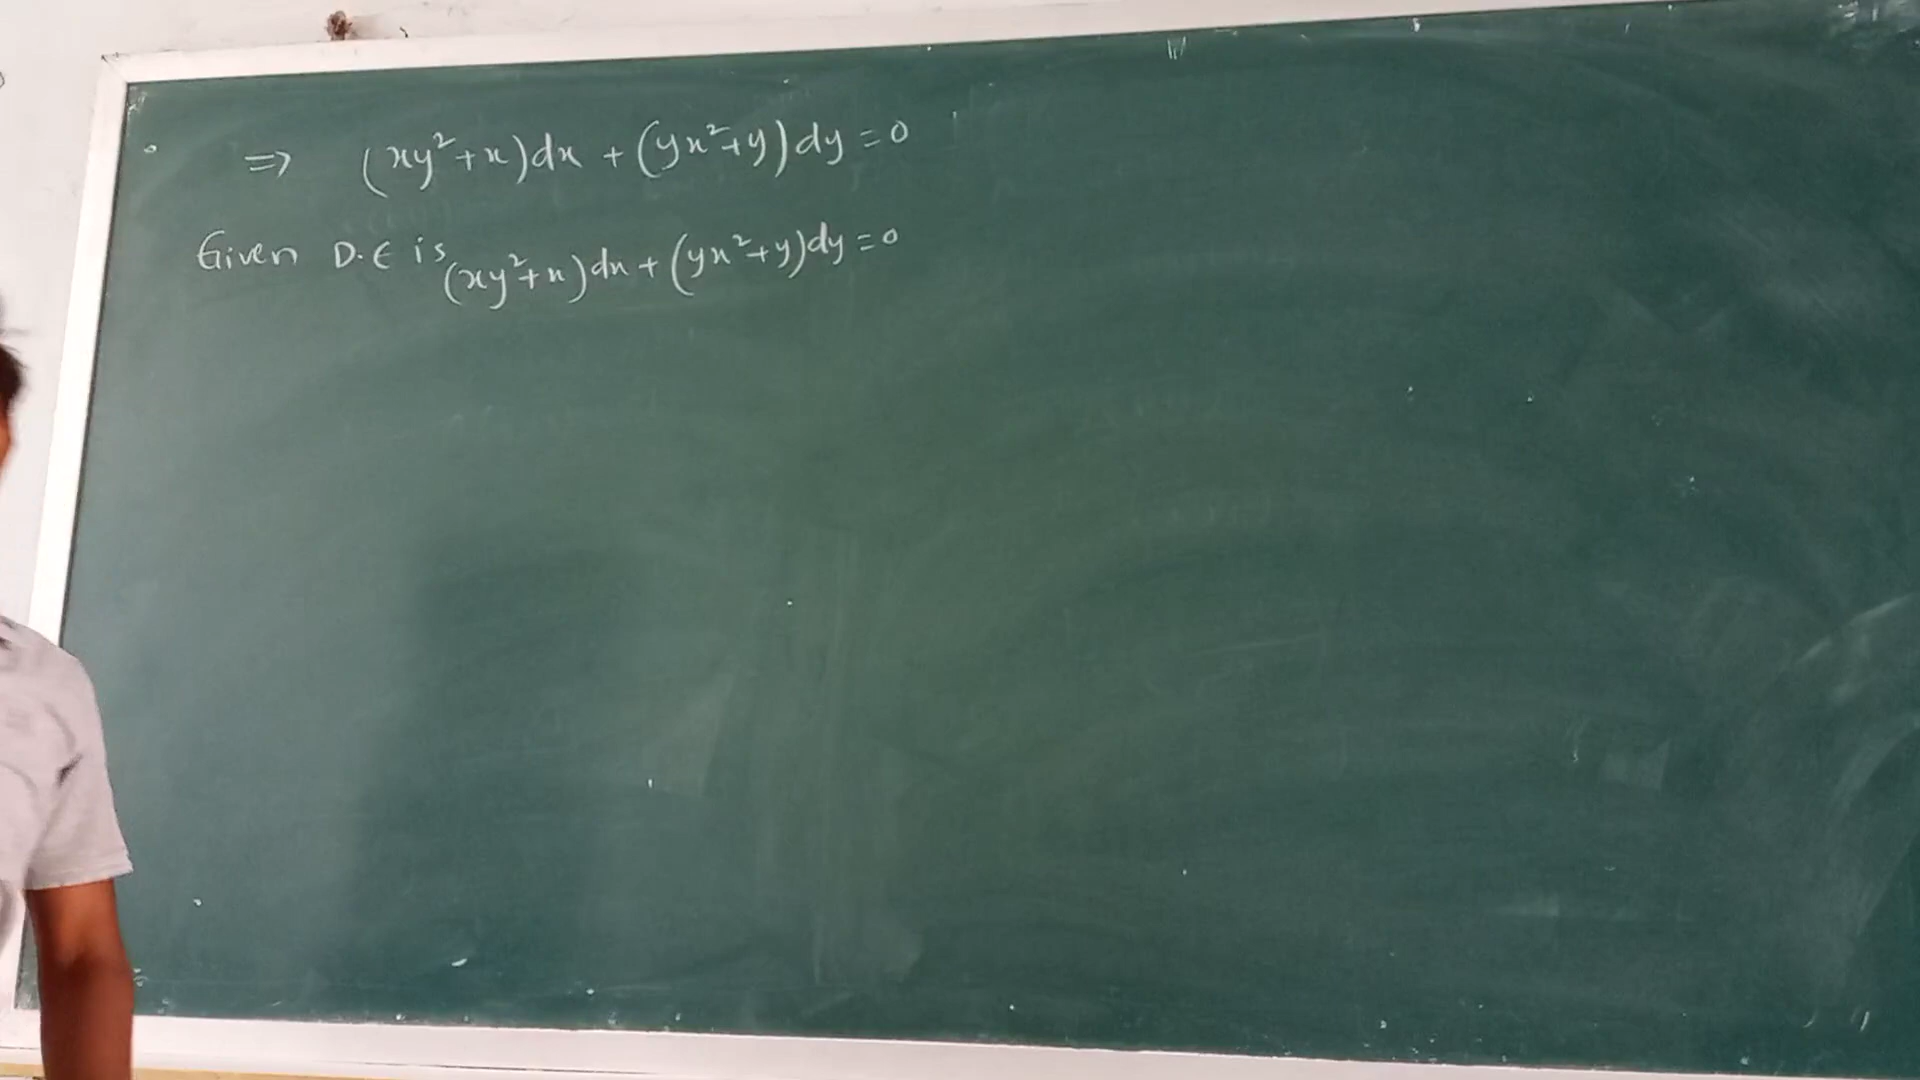 ⇒ (xy²+x)dx + (yx²+y)dy=0
Given D.E is (xy²+x)dx + (yx²+y)dy=0